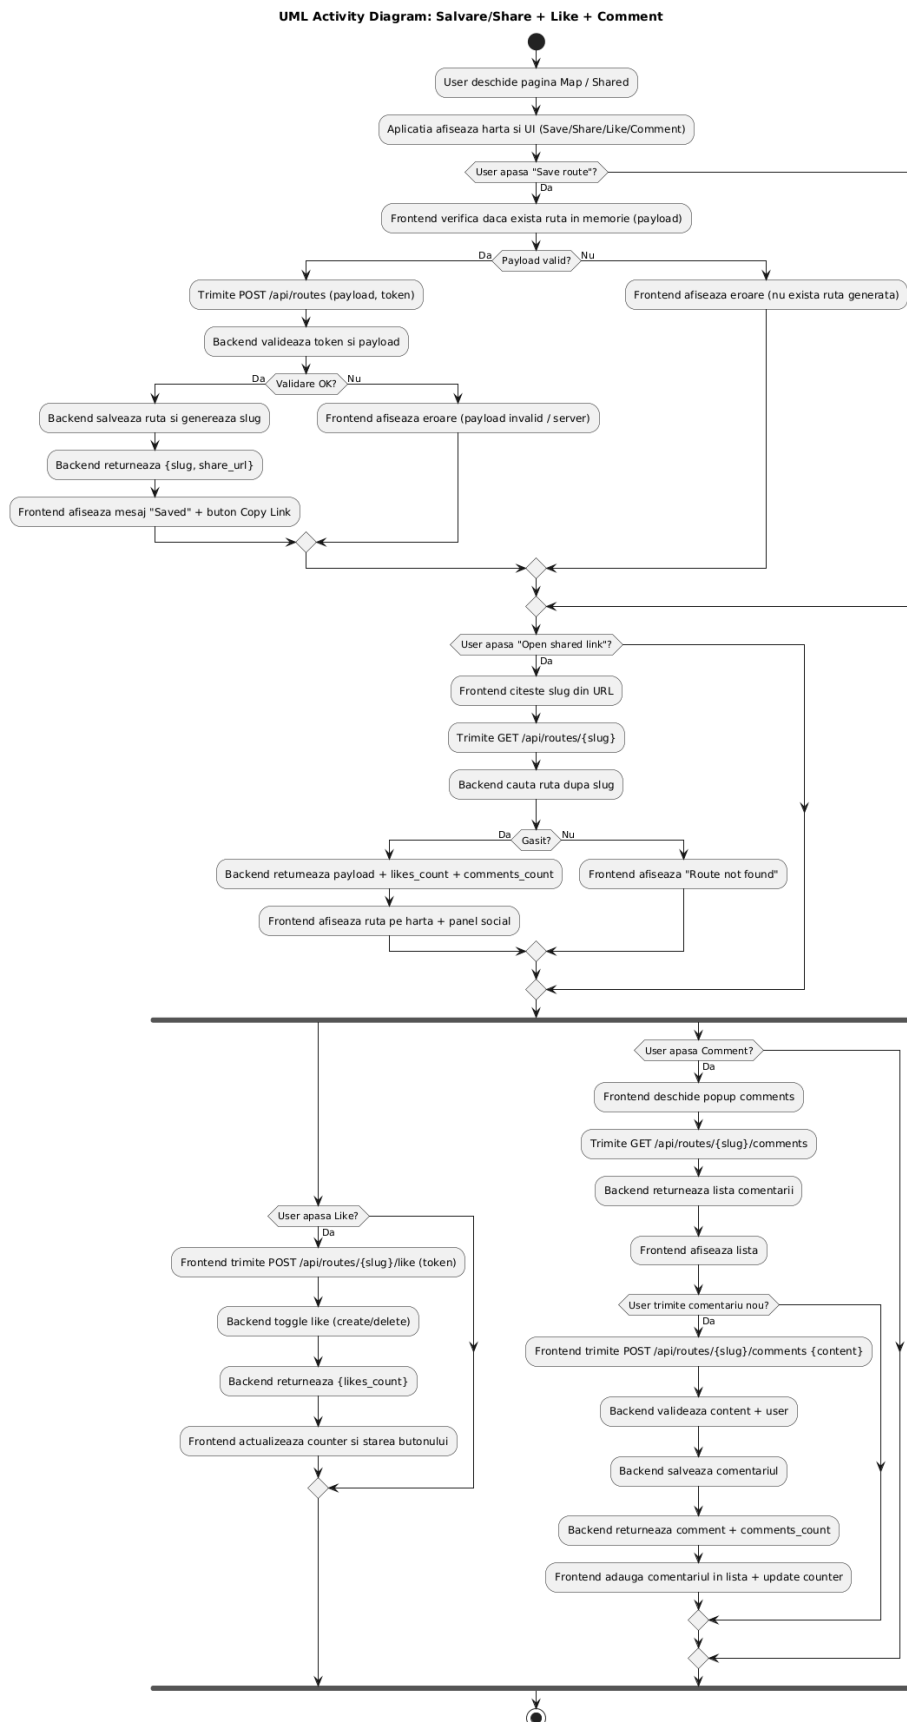 UML Activity Diagram: Salvare/Share + Like + Comment
User deschide pagina Map / Shared
Aplicatia afiseaza harta si UI (Save/Share/Like/Comment)
User apasa "Save route"?
Da
Frontend verifica daca exista ruta in memorie (payload)
Da
Payload valid?
Nu
Trimite POST /api/routes (payload, token)
Frontend afiseaza eroare (nu exista ruta generata)
Backend valideaza token si payload
Da
Validare OK?
Nu
Backend salveaza ruta si genereaza slug
Frontend afiseaza eroare (payload invalid / server)
Backend returneaza {slug, share_url}
Frontend afiseaza mesaj "Saved" + buton Copy Link
User apasa "Open shared link"?
Da
Frontend citeste slug din URL
Trimite GET /api/routes/{slug}
Backend cauta ruta dupa slug
Da
Gasit?
Nu
Backend returneaza payload + likes_count + comments_count
Frontend afiseaza "Route not found"
Frontend afiseaza ruta pe harta + panel social
User apasa Comment?
Da
Frontend deschide popup comments
Trimite GET /api/routes/{slug}/comments
Backend returneaza lista comentarii
User apasa Like?
Da
Frontend afiseaza lista
Frontend trimite POST /api/routes/{slug}/like (token)
User trimite comentariu nou?
Da
Backend toggle like (create/delete)
Frontend trimite POST /api/routes/{slug}/comments {content}
Backend returneaza {likes_count}
Backend valideaza content + user
Frontend actualizeaza counter si starea butonului
Backend salveaza comentariul
Backend returneaza comment + comments_count
Frontend adauga comentariul in lista + update counter